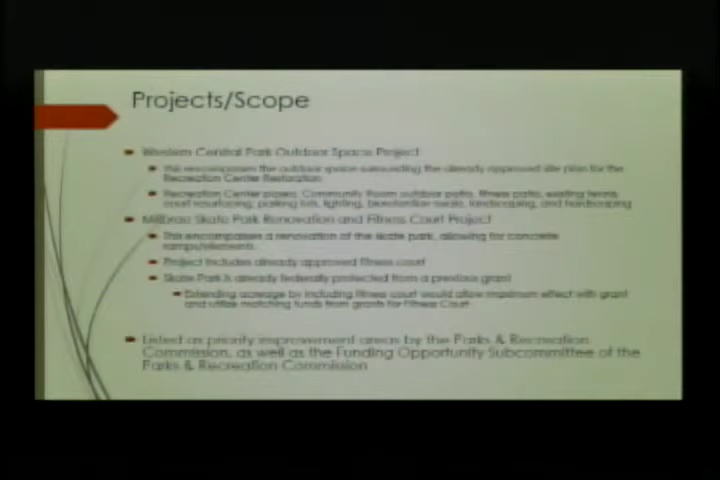 Projects/Scope
Western Central Park Outdoor Space Project
This encompasses the outdoor space surrounding the already approved site plan for the
Recreation Center Restoration
Recreation Center plazas, Community Room outdoor patio, fitness patio, existing tennis
court resurfacing, parking lots, lighting, bioretention swale, landscaping, and hardscaping
Millbrae Skate Park Renovation and Fitness Court Project
This encompasses a renovation of the skate park, allowing for concrete
ramps/elements
Project includes already approved fitness court
Skate Park is already federally protected from a previous grant
Extending acreage by including fitness court would allow maximum effect with grant
and utilize matching funds from grants for Fitness Court
Listed as priority improvement areas by the Parks & Recreation
Commission, as well as the Funding Opportunity Subcommittee of the
Parks & Recreation Commission